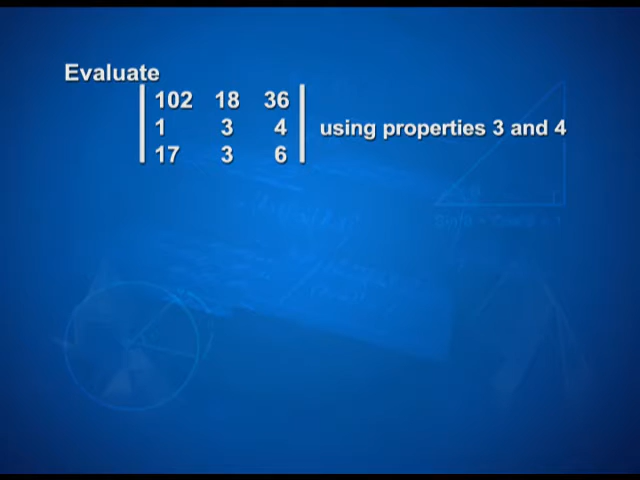 Evaluate
102 18 36
1 3 4 using properties 3 and 4
17 3 6